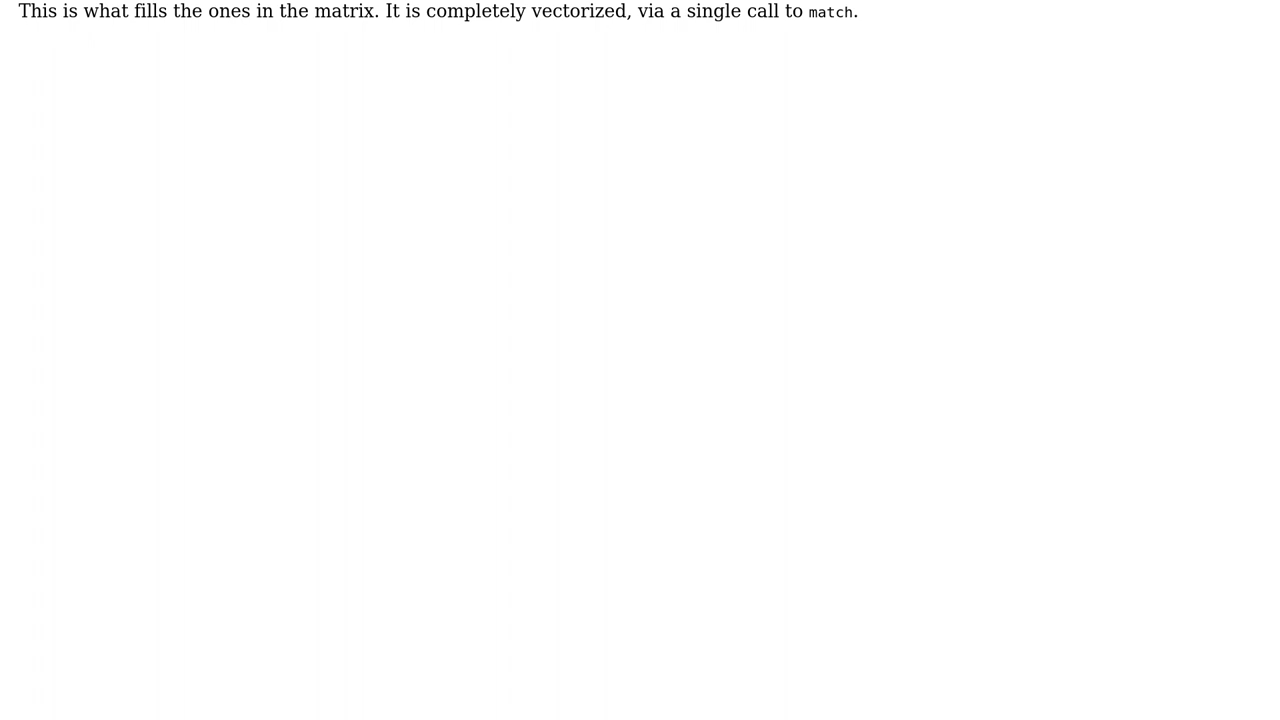 This is what fills the ones in the matrix. It is completely vectorized, via a single call to match.